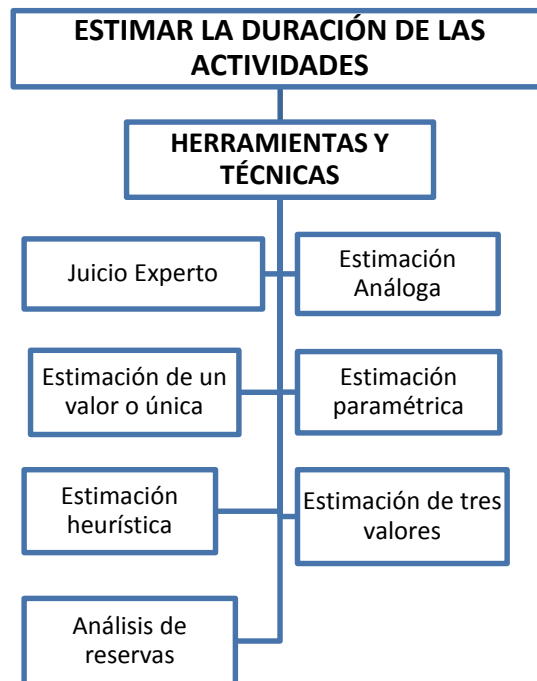 ESTIMAR LA DURACIÓN DE LAS
ACTIVIDADES
HERRAMIENTAS Y
TÉCNICAS
Juicio Experto
Estimación
Análoga
Estimación de un
valor o única
Estimación
paramétrica
Estimación
heurística
Estimación de tres
valores
Análisis de
reservas